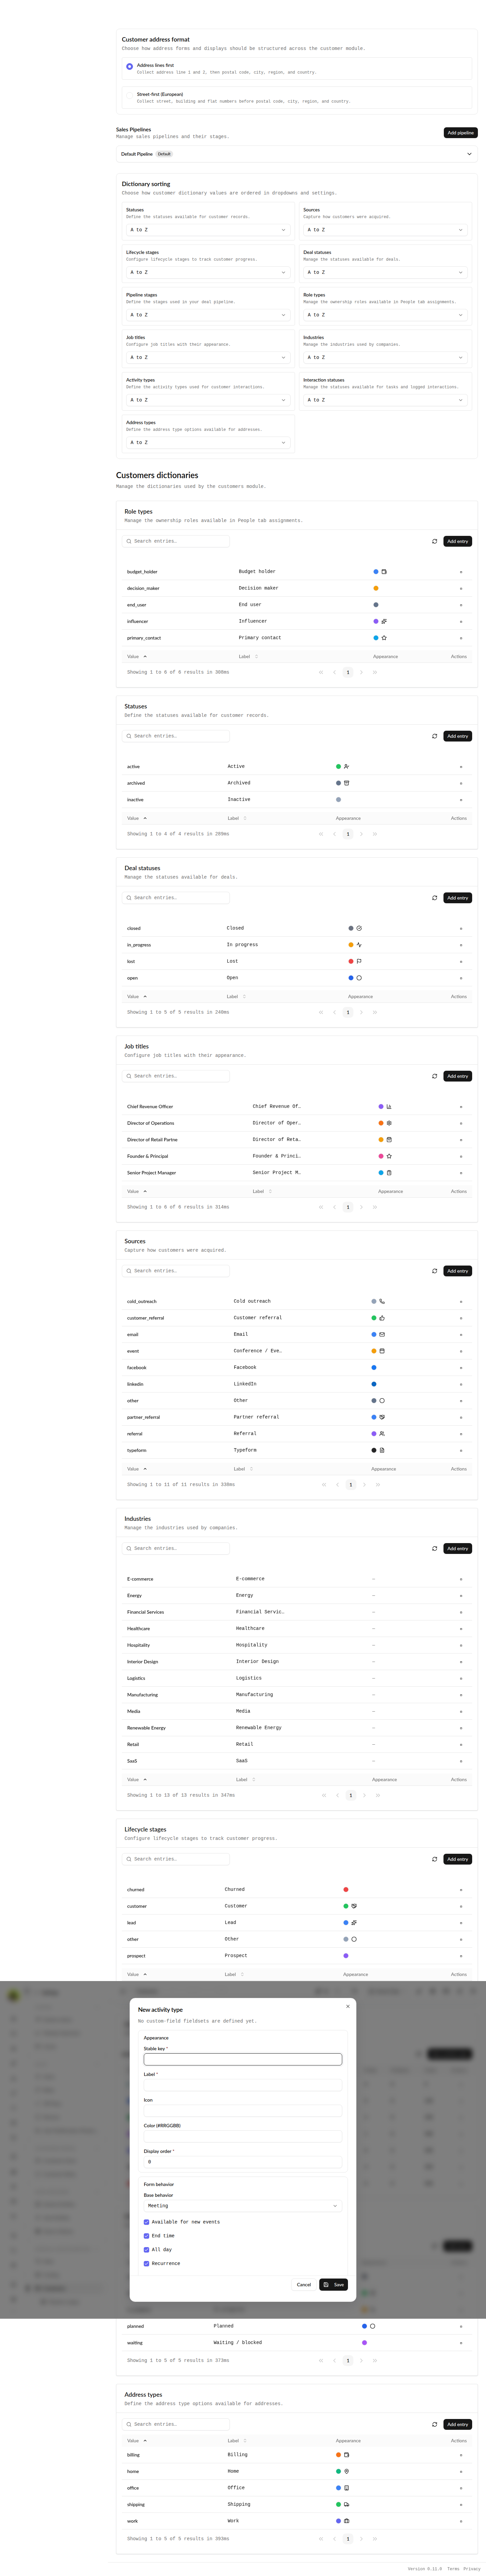 Customer address format
Choose how address forms and displays should be structured across the customer module.
Address lines first
Collect address line 1 and 2, then postal code, city, region, and country.
Street-first (European)
Collect street, building and flat numbers before postal code, city, region, and country.
Sales Pipelines
Manage sales pipelines and their stages.
Add pipeline
Default Pipeline Default
Dictionary sorting
Choose how customer dictionary values are ordered in dropdowns and settings.
Statuses
Define the statuses available for customer records.
A to Z
Sources
Capture how customers were acquired.
A to Z
Lifecycle stages
Configure lifecycle stages to track customer progress.
A to Z
Deal statuses
Manage the statuses available for deals.
A to Z
Pipeline stages
Define the stages used in your deal pipeline.
A to Z
Role types
Manage the ownership roles available in People tab assignments.
A to Z
Job titles
Configure job titles with their appearance.
A to Z
Industries
Manage the industries used by companies.
A to Z
Activity types
Define the activity types used for customer interactions.
A to Z
Interaction statuses
Manage the statuses available for tasks and logged interactions.
A to Z
Address types
Define the address type options available for addresses.
A to Z
Customers dictionaries
Manage the dictionaries used by the customers module.
Role types
Manage the ownership roles available in People tab assignments.
Search entries…
Add entry
budget_holder Budget holder
decision_maker Decision maker
end_user End user
influencer Influencer
primary_contact Primary contact
Value Label Appearance Actions
Showing 1 to 6 of 6 results in 308ms
1
Statuses
Define the statuses available for customer records.
Search entries…
Add entry
active Active
archived Archived
inactive Inactive
Value Label Appearance Actions
Showing 1 to 4 of 4 results in 289ms
1
Deal statuses
Manage the statuses available for deals.
Search entries…
Add entry
closed Closed
in_progress In progress
lost Lost
open Open
Value Label Appearance Actions
Showing 1 to 5 of 5 results in 240ms
1
Job titles
Configure job titles with their appearance.
Search entries…
Add entry
Chief Revenue Officer Chief Revenue Of…
Director of Operations Director of Oper…
Director of Retail Partne Director of Reta…
Founder & Principal Founder & Princi…
Senior Project Manager Senior Project M…
Value Label Appearance Actions
Showing 1 to 6 of 6 results in 314ms
1
Sources
Capture how customers were acquired.
Search entries…
Add entry
cold_outreach Cold outreach
customer_referral Customer referral
email Email
event Conference / Eve…
facebook Facebook
linkedin LinkedIn
other Other
partner_referral Partner referral
referral Referral
typeform Typeform
Value Label Appearance Actions
Showing 1 to 11 of 11 results in 338ms
1
Industries
Manage the industries used by companies.
Search entries…
Add entry
E-commerce E-commerce –
Energy Energy –
Financial Services Financial Servic… –
Healthcare Healthcare –
Hospitality Hospitality –
Interior Design Interior Design –
Logistics Logistics –
Manufacturing Manufacturing –
Media Media –
Renewable Energy Renewable Energy –
Retail Retail –
SaaS SaaS –
Value Label Appearance Actions
Showing 1 to 13 of 13 results in 347ms
1
Lifecycle stages
Configure lifecycle stages to track customer progress.
Search entries…
Add entry
churned Churned
customer Customer
lead Lead
other Other
prospect Prospect
Value Label Appearance Actions
New activity type
No custom-field fieldsets are defined yet.
Appearance
Stable key *
Label *
Icon
Color (#RRGGBB)
Display order *
0
Form behavior
Base behavior
Meeting
Available for new events
End time
All day
Recurrence
Cancel Save
planned Planned
waiting Waiting / blocked
Showing 1 to 5 of 5 results in 373ms
1
Address types
Define the address type options available for addresses.
Search entries…
Add entry
Value Label Appearance Actions
billing Billing
home Home
office Office
shipping Shipping
work Work
Showing 1 to 5 of 5 results in 393ms
1
Terms Privacy